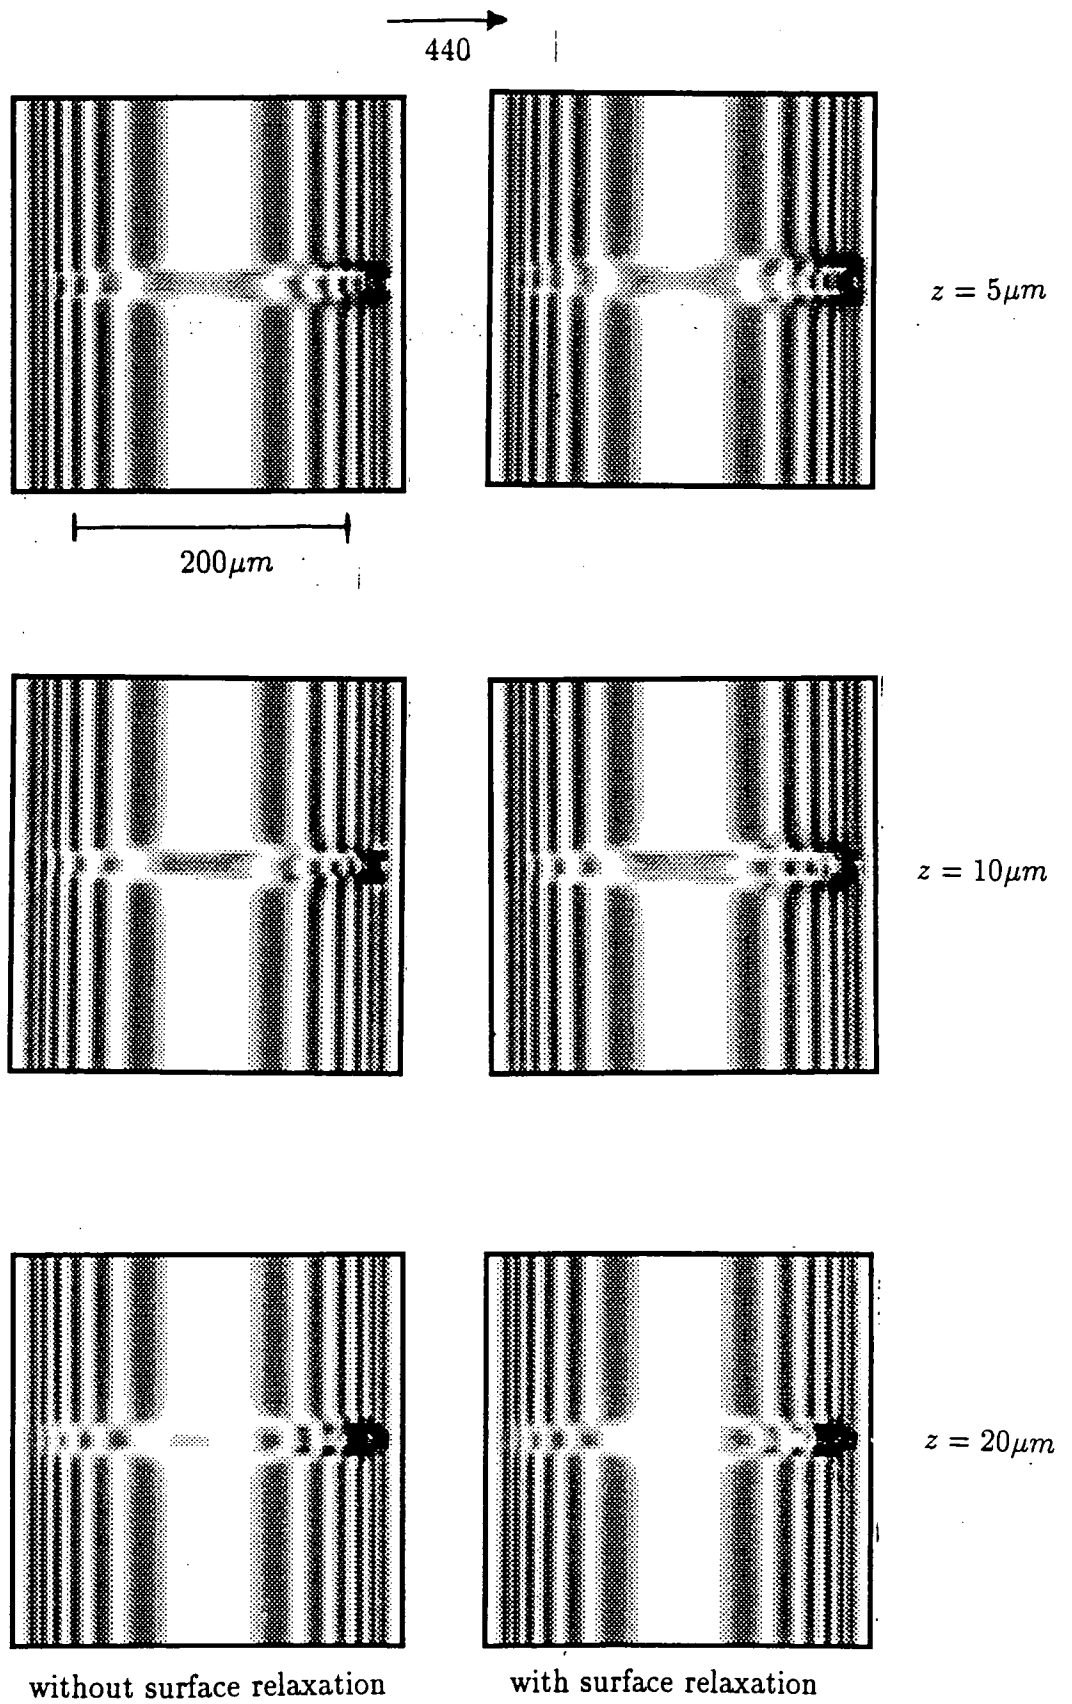 440
z = 5μm
200μm
z = 10μm
z = 20μm
without surface relaxation
with surface relaxation